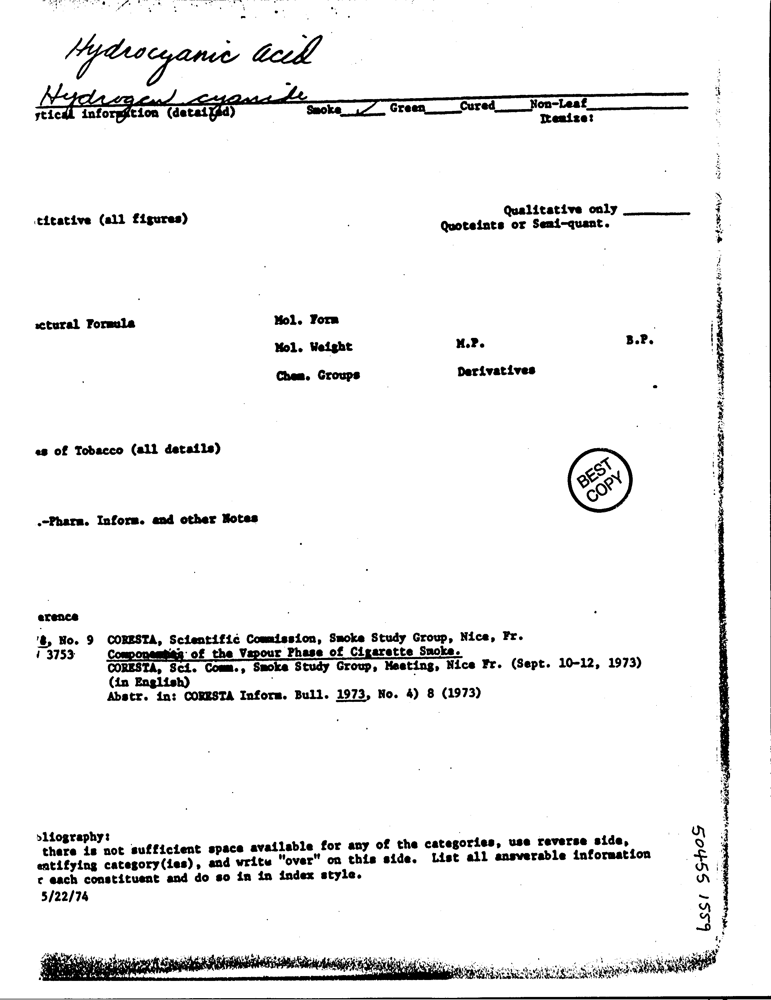 Hydrocyanic acid
Hydrogen cyanide
ytical information (detailed) Smoke ✓ Green Cured Non-Leaf
Itemize:
titative (all figures) Qualitative only
Quoteints or Semi-quant.
uctural Formula Mol. Form
Mol. Weight M.P. B.P.
Chem. Groups Derivatives
es of Tobacco (all details)
BEST
COPY
.-Pharm. Inform. and other Notes
erence
8, No. 9 CORESTA, Scientific Commission, Smoke Study Group, Nice, Fr.
3753 Components of the Vapour Phase of Cigarette Smoke.
CORESTA, Sci. Comm., Smoke Study Group, Meeting, Nice Fr. (Sept. 10-12, 1973)
(in English)
Abstr. in: CORESTA Inform. Bull. 1973, No. 4) 8 (1973)
bliography:
there is not sufficient space available for any of the categories, use reverse side,
entifying category(ies), and write "over" on this side. List all answerable information
r each constituent and do so in in index style.
5/22/74
50455 1559